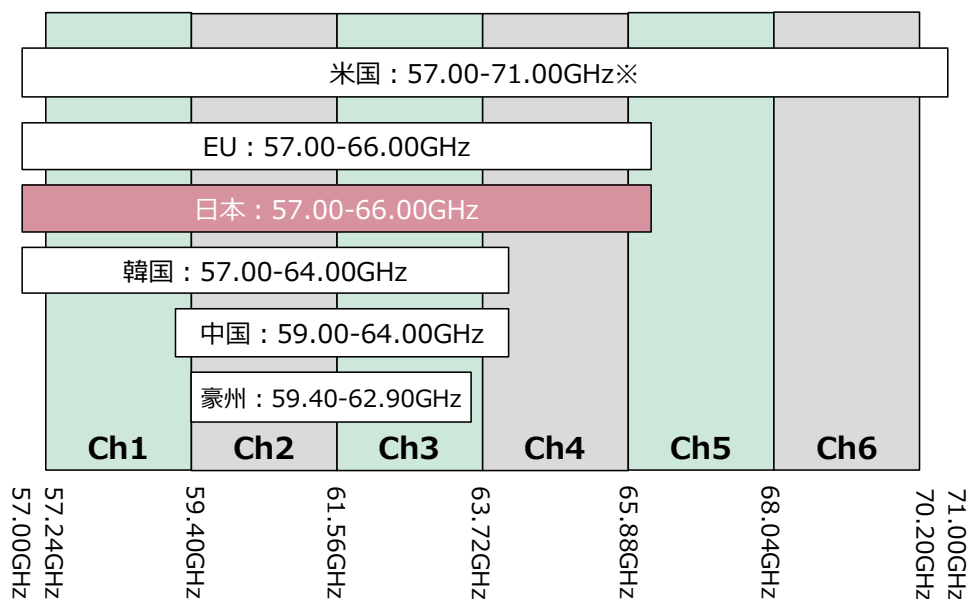 米国：57.00-71.00GHz※
EU：57.00-66.00GHz
日本：57.00-66.00GHz
韓国：57.00-64.00GHz
中国：59.00-64.00GHz
豪州：59.40-62.90GHz
Ch1
Ch2
Ch3
Ch4
Ch5
Ch6
57.00GHz
57.24GHz
59.40GHz
61.56GHz
63.72GHz
65.88GHz
68.04GHz
70.20GHz
71.00GHz